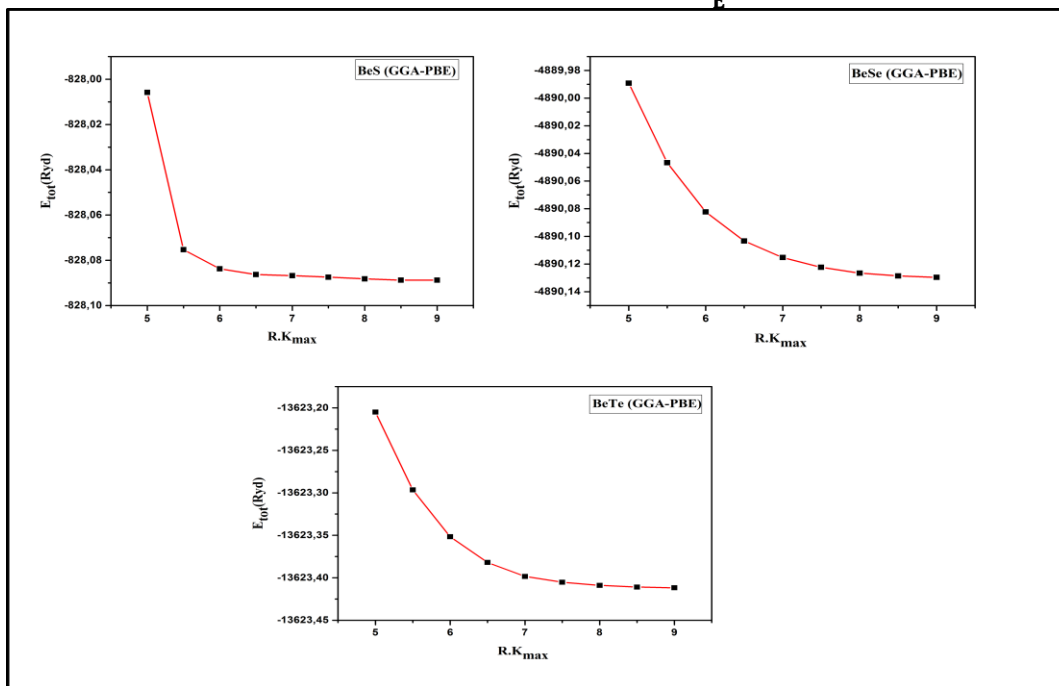 E
BeS (GGA-PBE)
-828,00
-828,02
-828,04
-828,06
-828,08
-828,10
E_tot(Ryd)
5 6 7 8 9
R.K_max
BeSe (GGA-PBE)
-4889,98
-4890,00
-4890,02
-4890,04
-4890,06
-4890,08
-4890,10
-4890,12
-4890,14
E_tot(Ryd)
5 6 7 8 9
R.K_max
BeTe (GGA-PBE)
-13623,20
-13623,25
-13623,30
-13623,35
-13623,40
-13623,45
E_tot(Ryd)
5 6 7 8 9
R.K_max